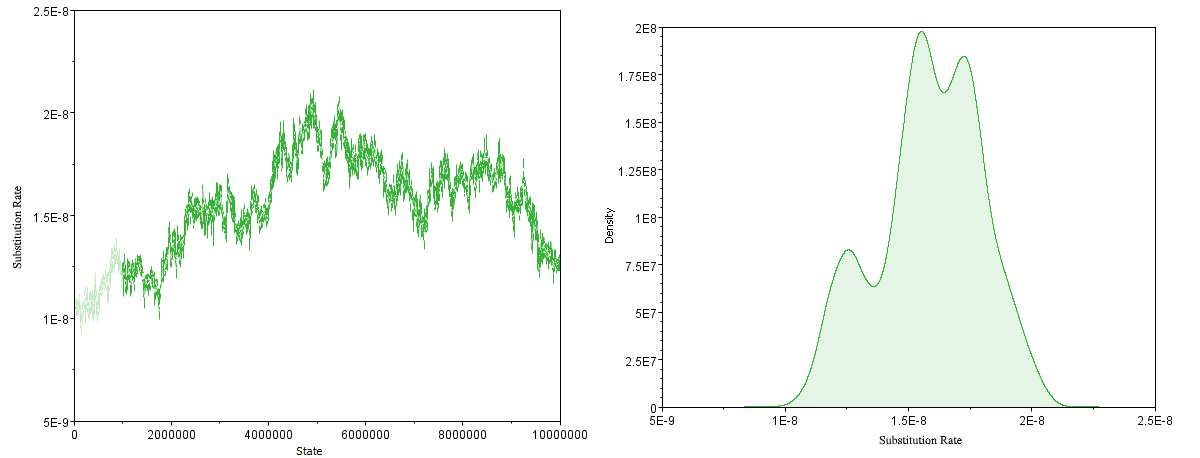 2.5E-8
2E-8
1.5E-8
1E-8
5E-9
Substitution Rate
0 2000000 4000000 6000000 8000000 10000000
State
2E8
1.75E8
1.5E8
1.25E8
1E8
7.5E7
5E7
2.5E7
0
Density
5E-9 1E-8 1.5E-8 2E-8 2.5E-8
Substitution Rate